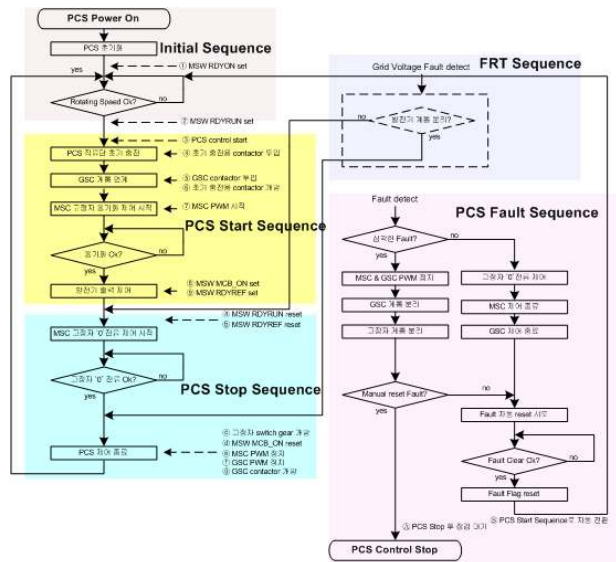 PCS Power On
PCS 초기화
Initial Sequence
yes
① MSW RDYON set
Rotating Speed Ok?
no
② MSW RDYRUN set
③ PCS control start
PCS 직류단 초기 충전
④ 초기 충전용 contactor 투입
GSC 계통 연계
⑤ GSC contactor 투입
⑥ 초기 충전용 contactor 개방
MSC 고정자 동기화 제어 시작
⑦ MSC PWM 시작
PCS Start Sequence
동기화 Ok?
no
yes
발전기 출력 제어
⑧ MSW MCB_ON set
⑨ MSW RDYREF set
MSW RDYRUN reset
MSW RDYREF reset
MSC 고정자 '0' 전류 제어 시작
고정자 '0' 전류 Ok?
no
yes
PCS Stop Sequence
고정자 switch gear 개방
MSW MCB_ON reset
PCS 제어 종료
MSC PWM 정지
GSC PWM 정지
GSC contactor 개방
Grid Voltage Fault detect
FRT Sequence
no
발전기 계통 분리?
yes
Fault detect
PCS Fault Sequence
심각한 Fault?
no
yes
MSC & GSC PWM 정지
고정자 '0' 전류 제어
GSC 계통 분리
MSC 제어 종료
고정자 계통 분리
GSC 제어 종료
Manual reset Fault?
no
yes
Fault 자동 reset 시도
Fault Clear Ok?
no
yes
Fault Flag reset
PCS Stop 후 점검 대기
PCS Start Sequence로 자동 전환
PCS Control Stop